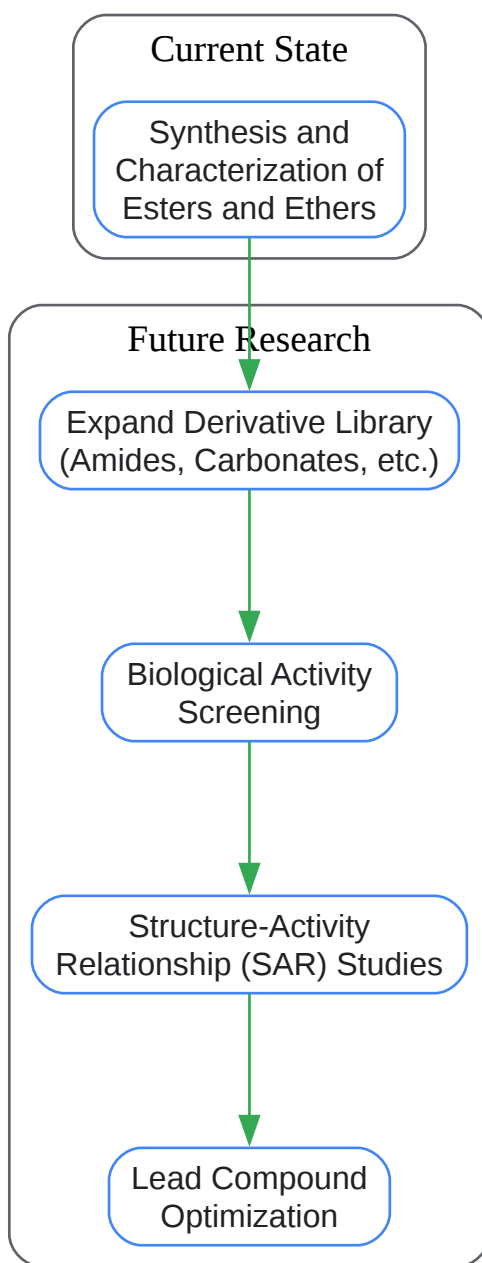 Current State
Synthesis and
Characterization of
Esters and Ethers
Future Research
Expand Derivative Library
(Amides, Carbonates, etc.)
Biological Activity
Screening
Structure-Activity
Relationship (SAR) Studies
Lead Compound
Optimization